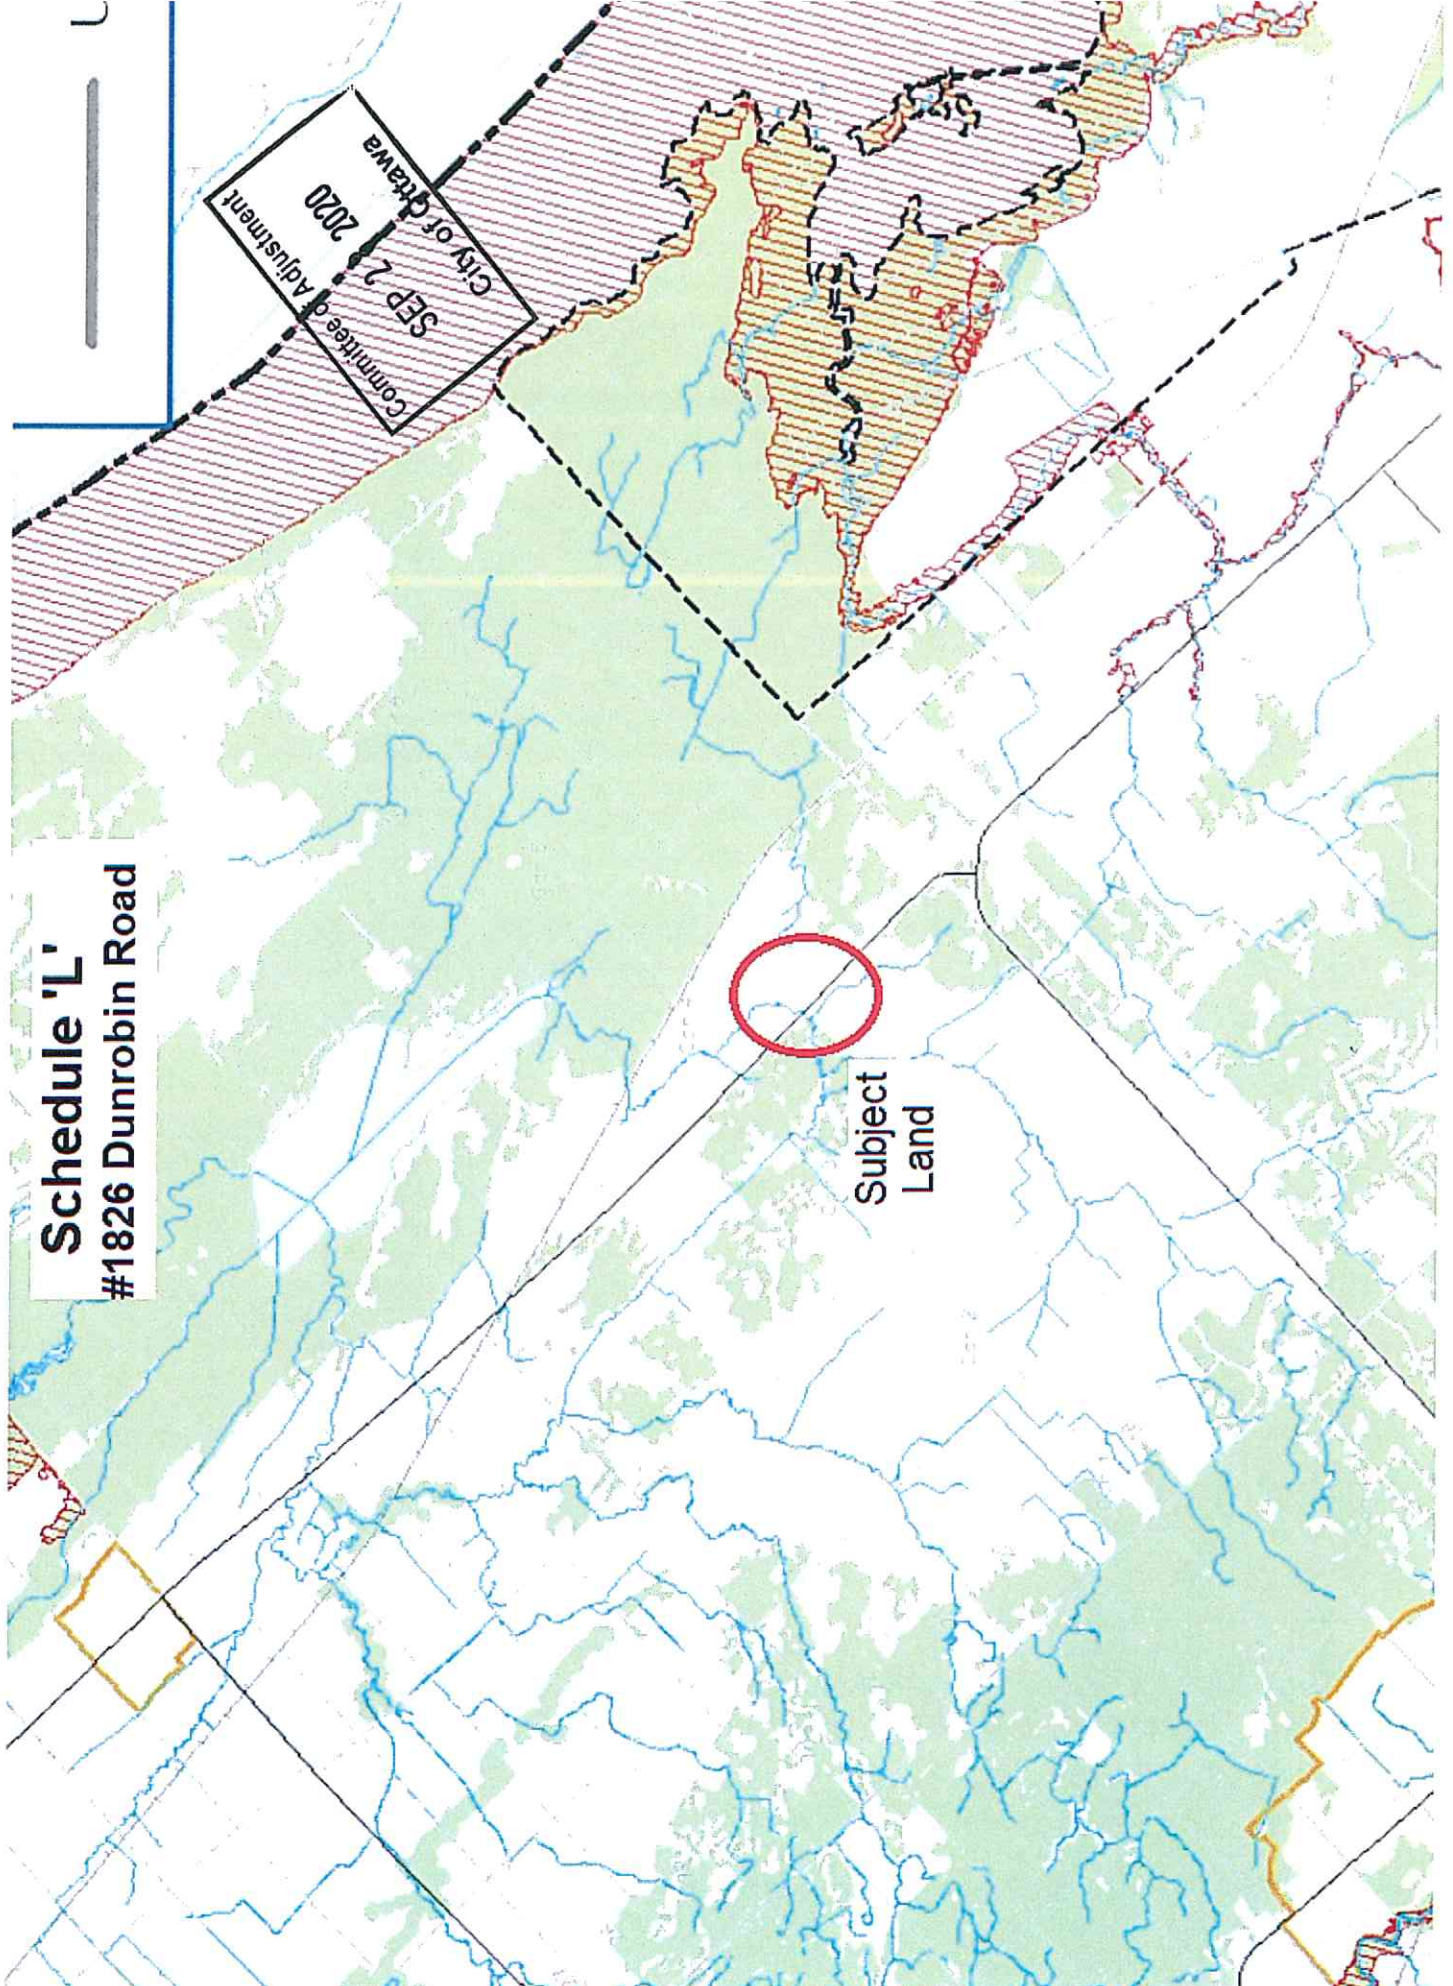 Schedule 'L'
#1826 Dunrobin Road
Committee of Adjustment
SEP 2
2020
City of Ottawa
Subject
Land